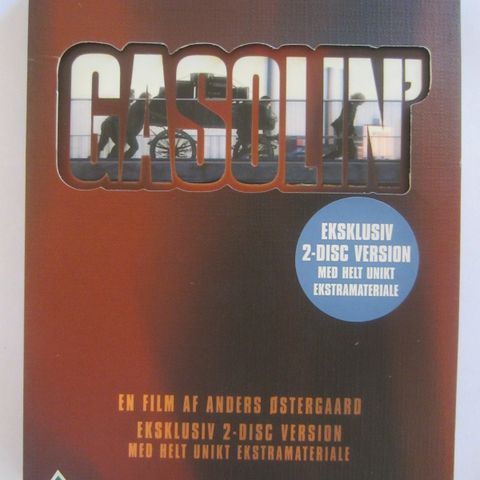 GASOLIN'
EKSKLUSIV
2-DISC VERSION
MED HELT UNIKT
EKSTRAMATERIALE
EN FILM AF ANDERS ØSTERGAARD
EKSKLUSIV 2-DISC VERSION
MED HELT UNIKT EKSTRAMATERIALE